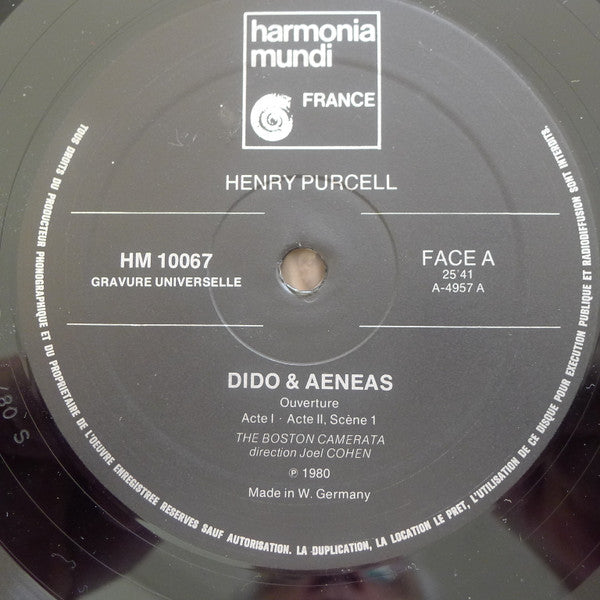 harmonia
mundi
FRANCE
HENRY PURCELL
HM 10067
GRAVURE UNIVERSELLE
FACE A
25'41
A-4957 A
DIDO & AENEAS
Ouverture
Acte I · Acte II, Scène 1
THE BOSTON CAMERATA
direction Joel COHEN
℗ 1980
Made in W. Germany
TOUS DROITS DU PRODUCTEUR PHONOGRAPHIQUE ET DU PROPRIETAIRE DE L'OEUVRE ENREGISTREE RESERVES SAUF AUTORISATION. LA DUPLICATION, LA LOCATION LE PRET, L'UTILISATION DE CE DISQUE POUR EXECUTION PUBLIQUE ET RADIODIFFUSION SONT INTERDITS.